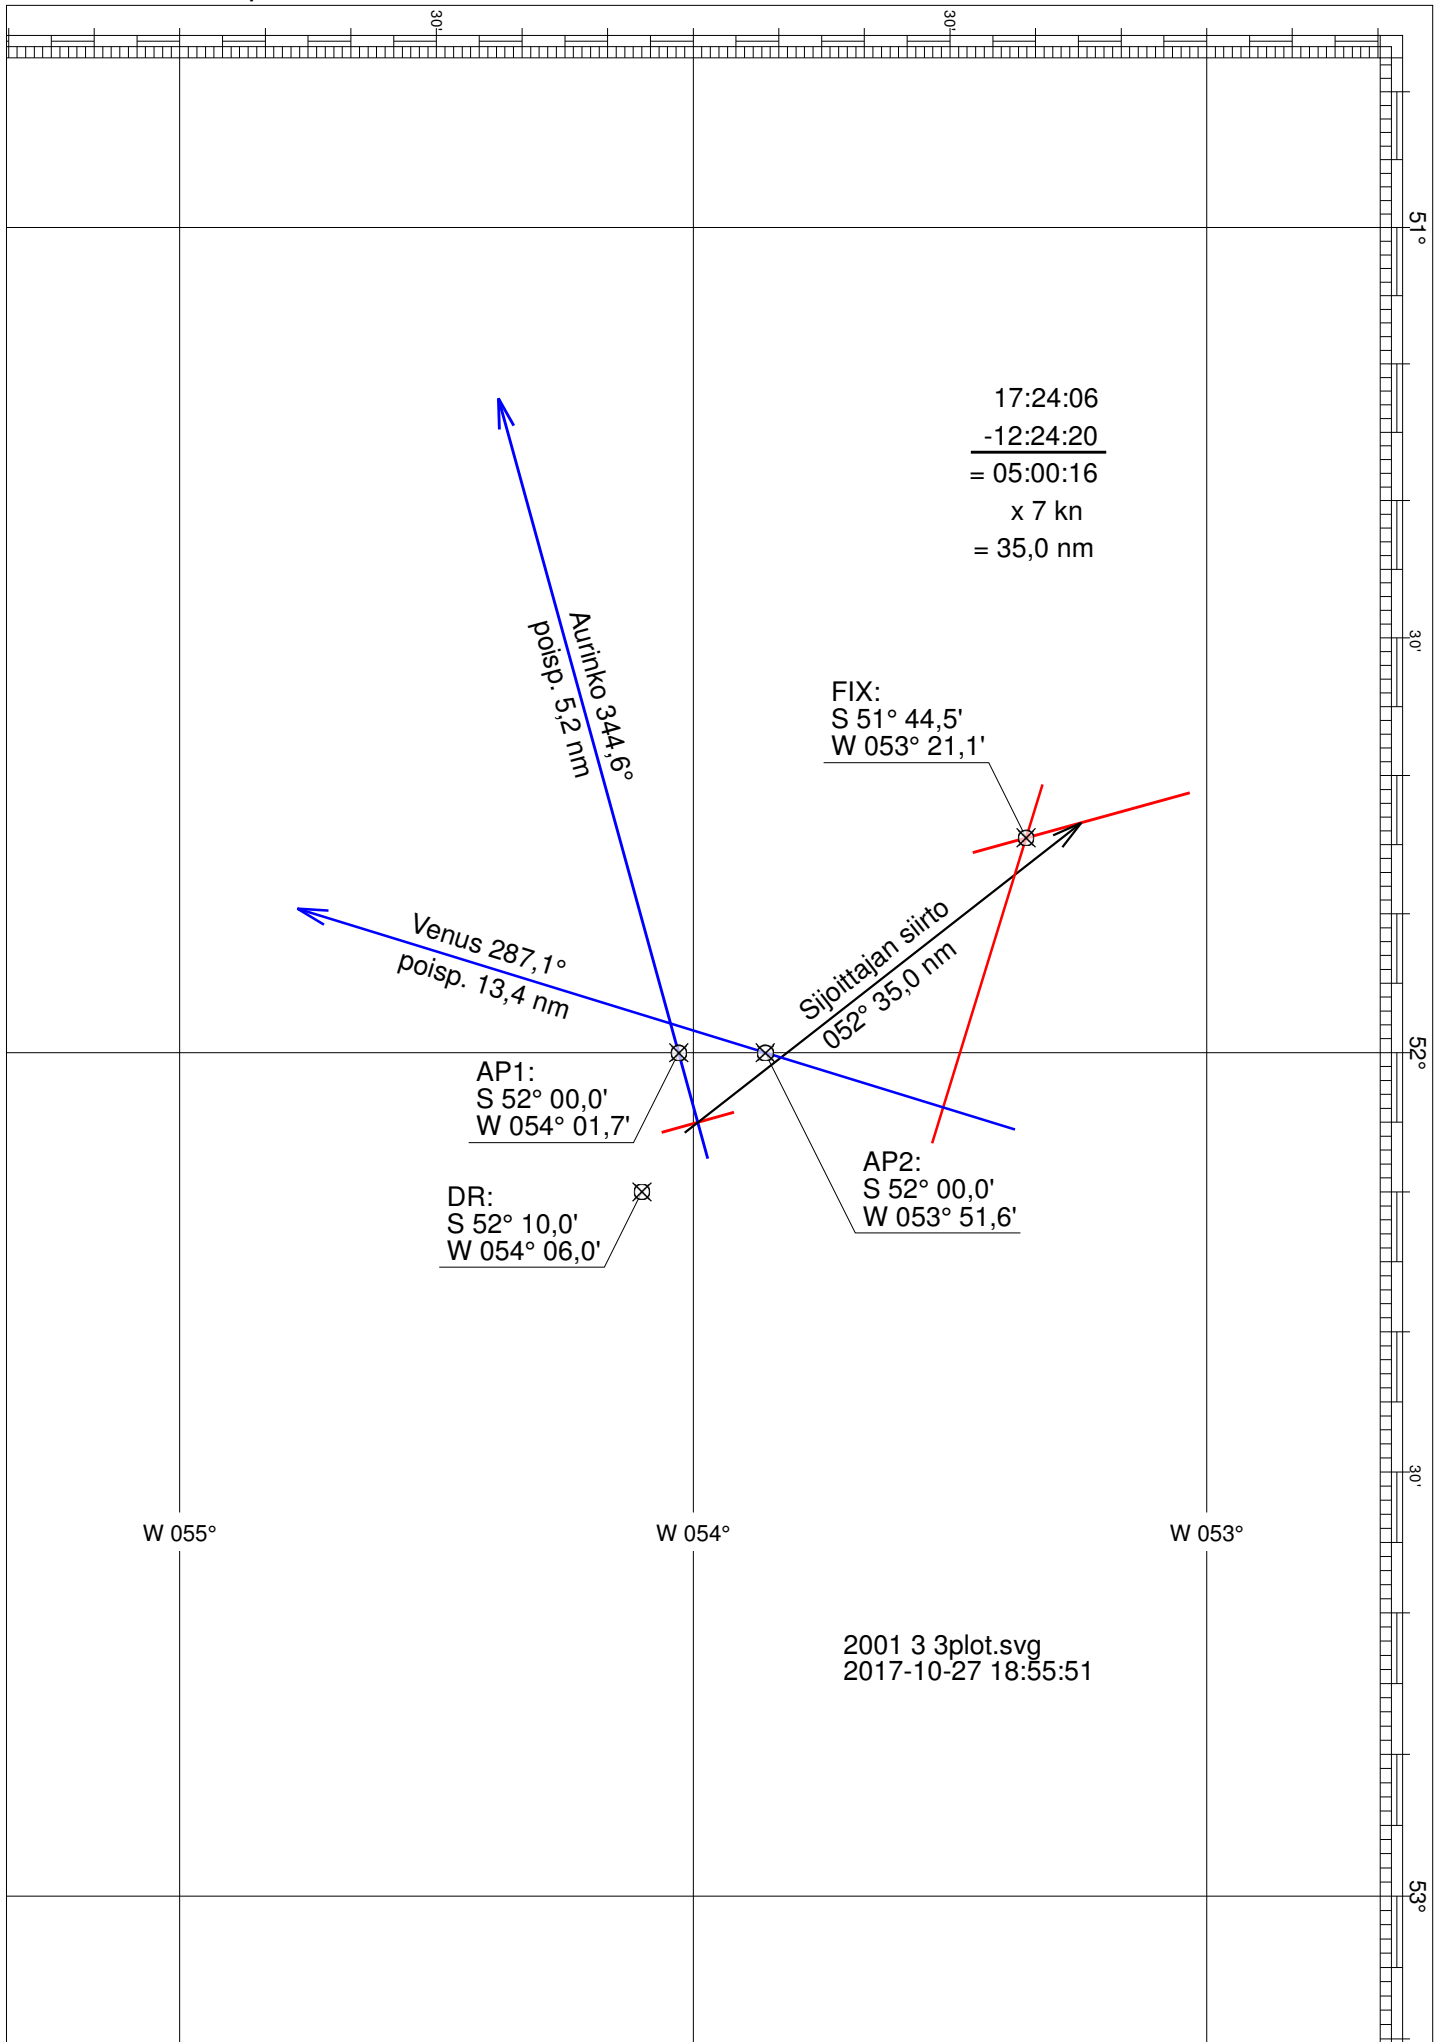 30'
30'
51°
17:24:06
-12:24:20
= 05:00:16
x 7 kn
= 35,0 nm
Aurinko 344,6°
poisp. 5,2 nm
30'
FIX:
S 51° 44,5'
W 053° 21,1'
Venus 287,1°
poisp. 13,4 nm
Sijoittajan siirto
052° 35,0 nm
52°
AP1:
S 52° 00,0'
W 054° 01,7'
AP2:
S 52° 00,0'
W 053° 51,6'
DR:
S 52° 10,0'
W 054° 06,0'
30'
W 055°
W 054°
W 053°
2001 3 3plot.svg
2017-10-27 18:55:51
53°